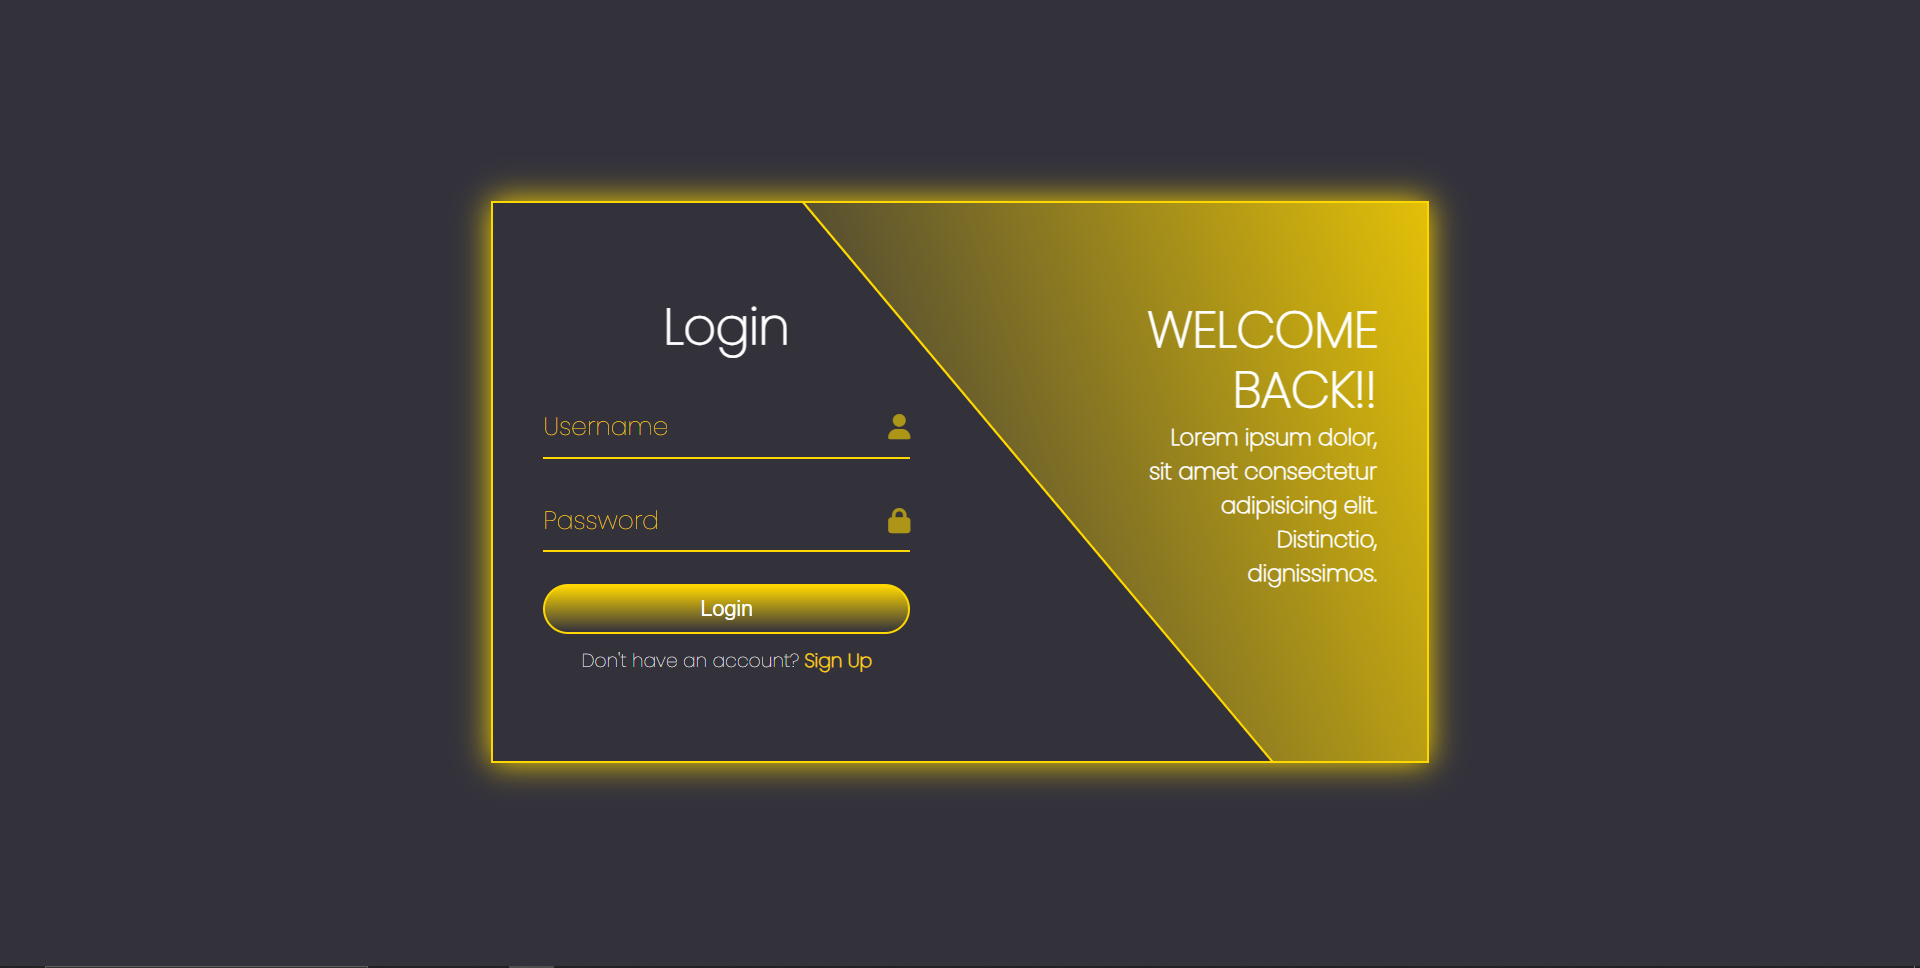 Login
Username
Password
Login
Don't have an account? Sign Up
WELCOME
BACK!!
Lorem ipsum dolor,
sit amet consectetur
adipisicing elit.
Distinctio,
dignissimos.